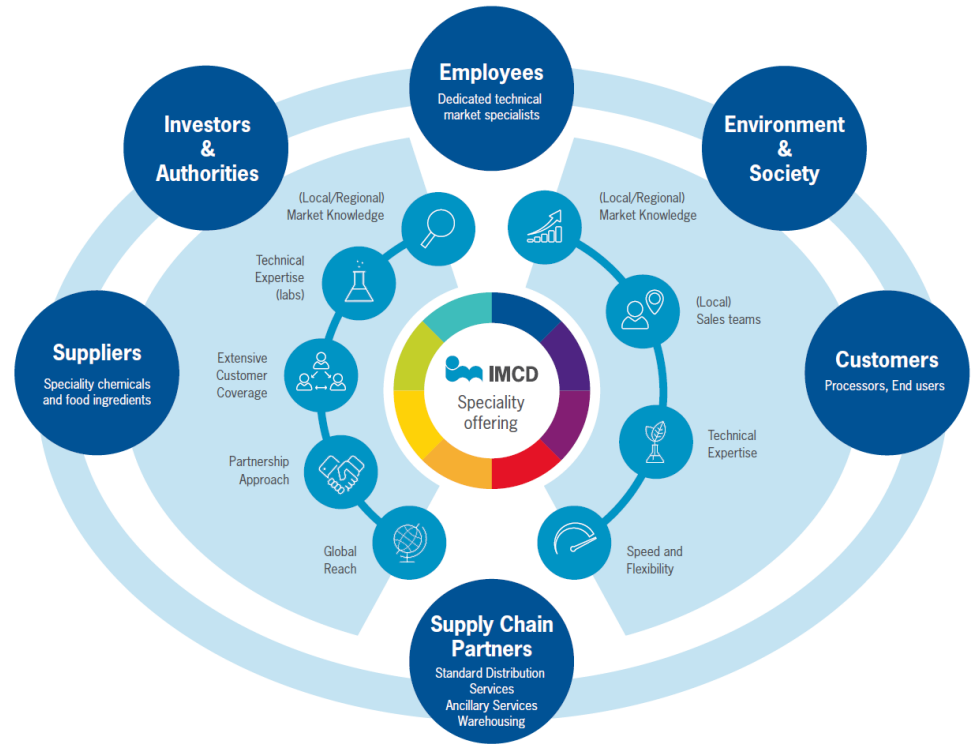 Employees
Dedicated technical
market specialists
Investors
&
Authorities
Environment
&
Society
(Local/Regional)
Market Knowledge
(Local/Regional)
Market Knowledge
Technical
Expertise
(labs)
(Local)
Sales teams
Suppliers
Speciality chemicals
and food ingredients
Extensive
Customer
Coverage
IMCD
Speciality
offering
Customers
Processors, End users
Partnership
Approach
Technical
Expertise
Global
Reach
Speed and
Flexibility
Supply Chain
Partners
Standard Distribution
Services
Ancillary Services
Warehousing